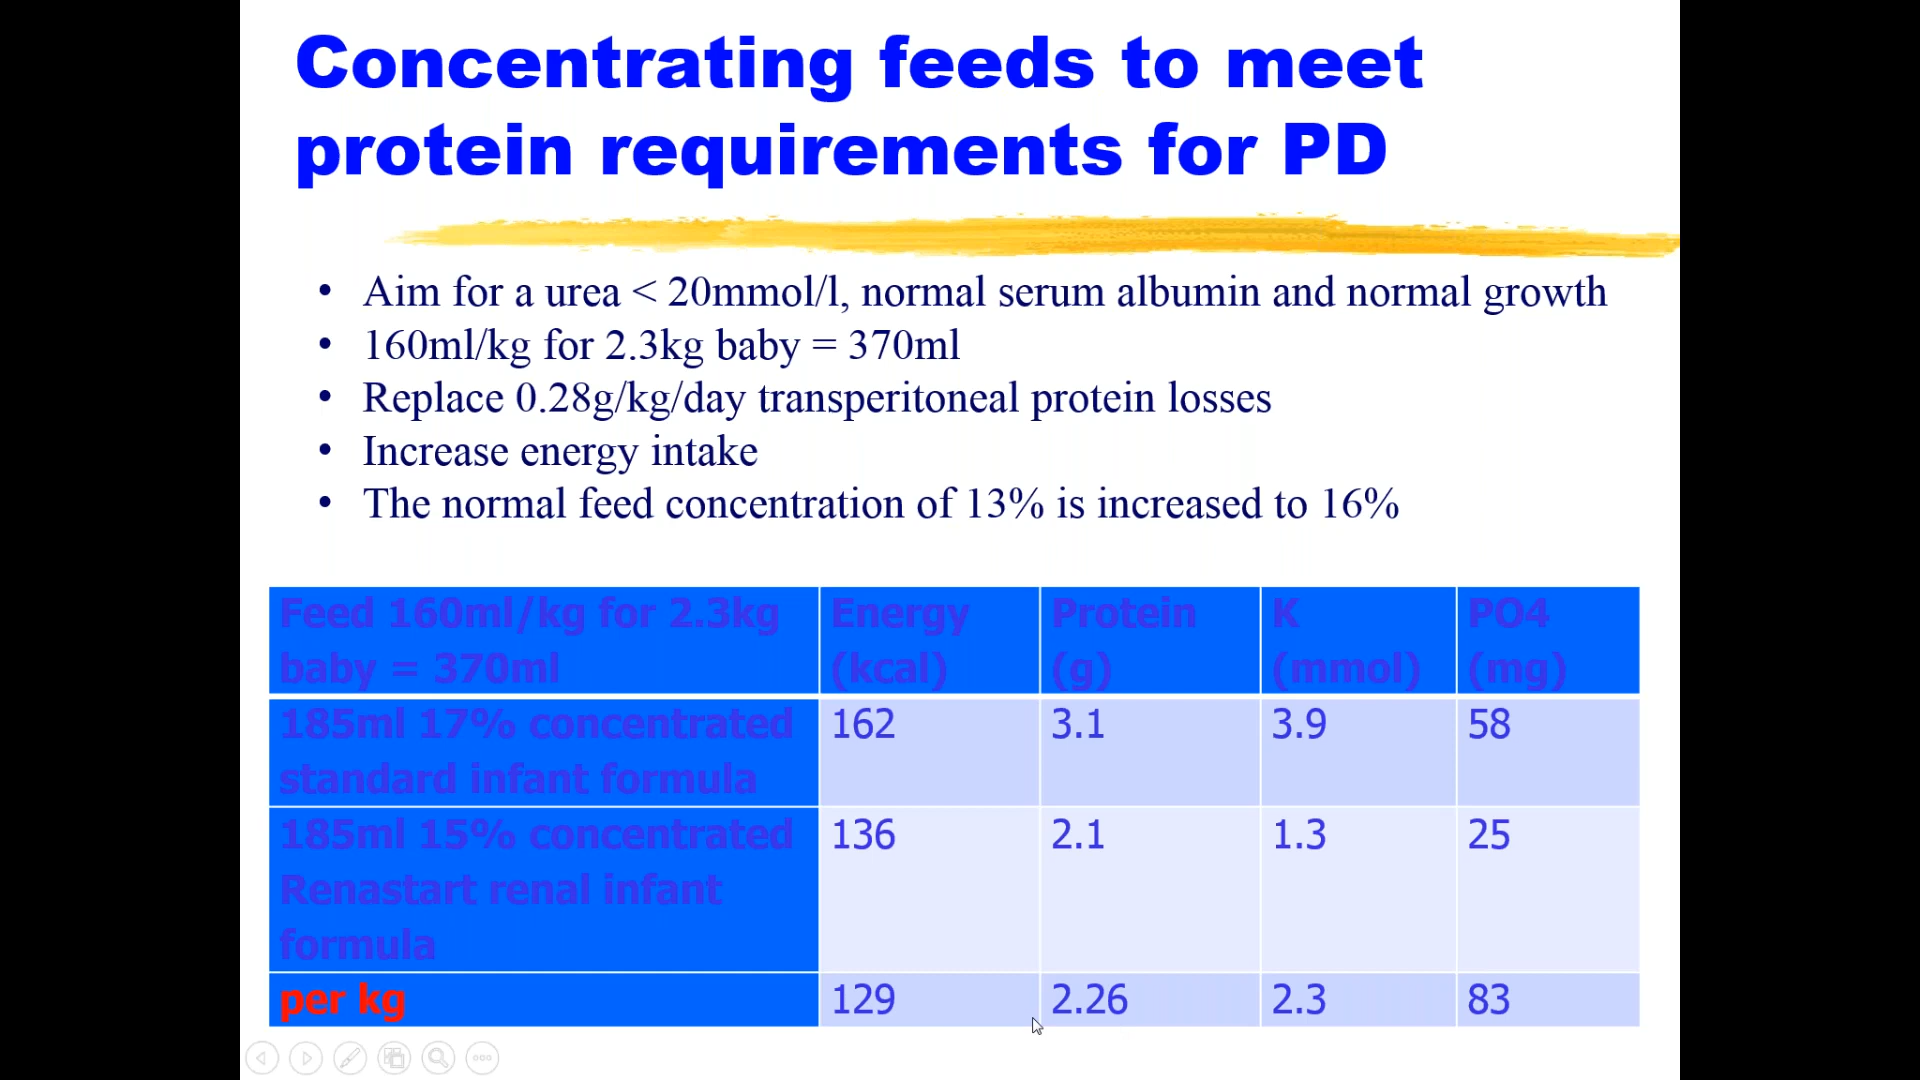 Concentrating feeds to meet
protein requirements for PD
• Aim for a urea < 20mmol/l, normal serum albumin and normal growth
• 160ml/kg for 2.3kg baby = 370ml
• Replace 0.28g/kg/day transperitoneal protein losses
• Increase energy intake
• The normal feed concentration of 13% is increased to 16%
Feed 160ml/kg for 2.3kg baby = 370ml Energy (kcal) Protein (g) K (mmol) PO4 (mg)
185ml 17% concentrated standard infant formula 162 3.1 3.9 58
185ml 15% concentrated Renastart renal infant formula 136 2.1 1.3 25
per kg 129 2.26 2.3 83